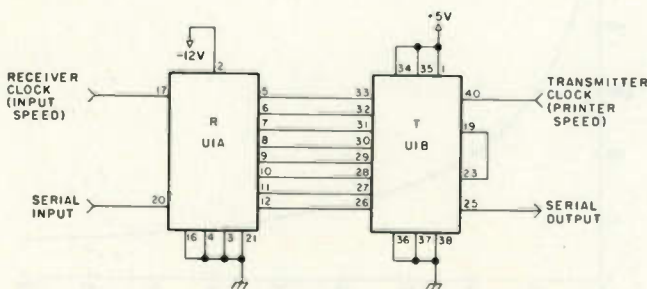 +5V
-12V
2
34 35 1
RECEIVER
CLOCK
(INPUT
SPEED)
17
5
33
40
TRANSMITTER
CLOCK
(PRINTER
SPEED)
6
32
7
31
19
R
U1A
8
30
T
U1B
9
29
10
28
23
11
27
SERIAL
INPUT
20
12
26
25
SERIAL
OUTPUT
16 4 3 21
36 37 38